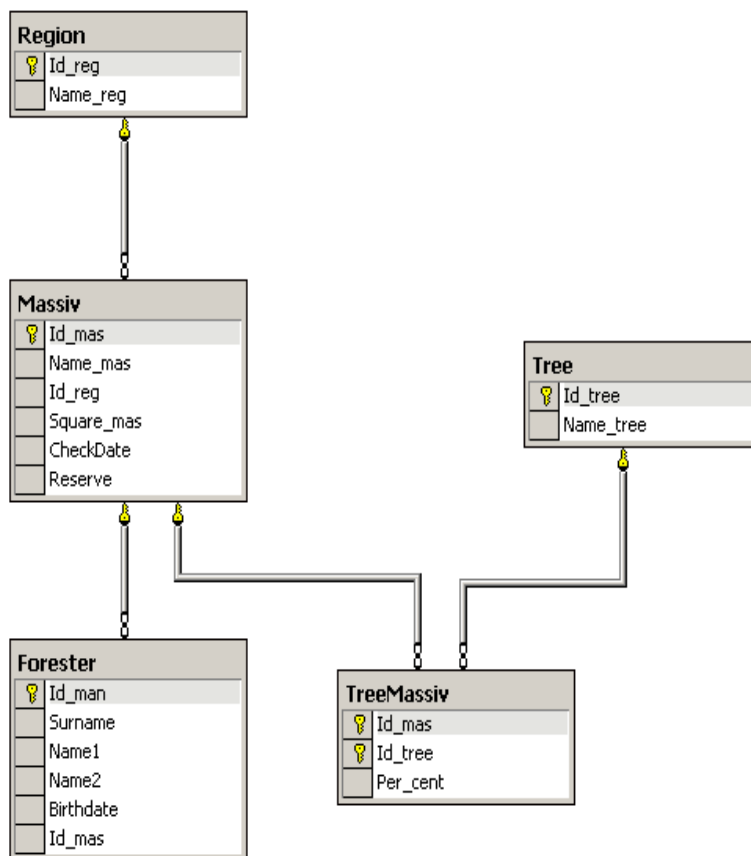 Region
Id_reg
Name_reg
Massiv
Id_mas
Name_mas
Id_reg
Square_mas
CheckDate
Reserve
Tree
Id_tree
Name_tree
Forester
Id_man
Surname
Name1
Name2
Birthdate
Id_mas
TreeMassiv
Id_mas
Id_tree
Per_cent